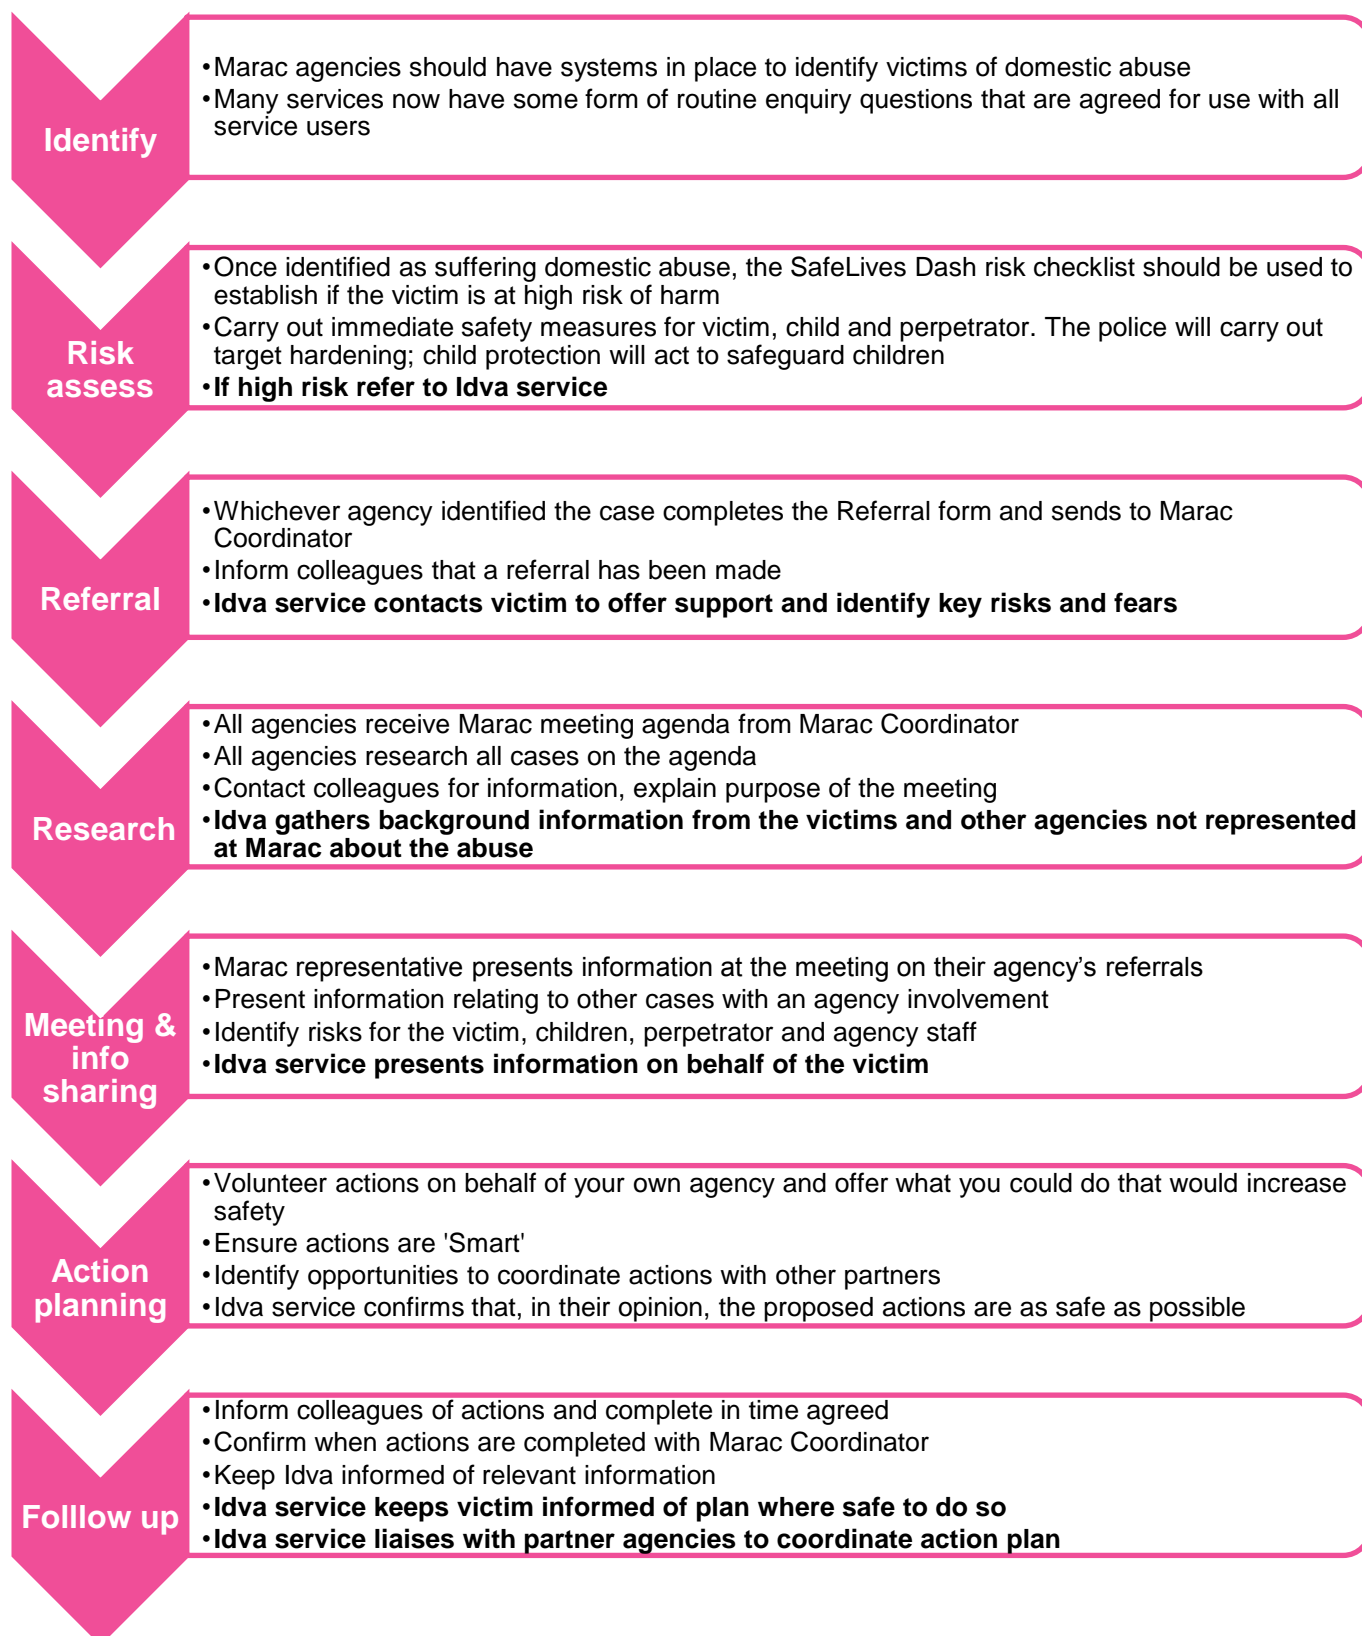 Identify
•Marac agencies should have systems in place to identify victims of domestic abuse
•Many services now have some form of routine enquiry questions that are agreed for use with all
service users
Risk
assess
•Once identified as suffering domestic abuse, the SafeLives Dash risk checklist should be used to
establish if the victim is at high risk of harm
•Carry out immediate safety measures for victim, child and perpetrator. The police will carry out
target hardening; child protection will act to safeguard children
•If high risk refer to Idva service
Referral
•Whichever agency identified the case completes the Referral form and sends to Marac
Coordinator
•Inform colleagues that a referral has been made
•Idva service contacts victim to offer support and identify key risks and fears
Research
•All agencies receive Marac meeting agenda from Marac Coordinator
•All agencies research all cases on the agenda
•Contact colleagues for information, explain purpose of the meeting
•Idva gathers background information from the victims and other agencies not represented
at Marac about the abuse
Meeting &
info
sharing
•Marac representative presents information at the meeting on their agency’s referrals
•Present information relating to other cases with an agency involvement
•Identify risks for the victim, children, perpetrator and agency staff
•Idva service presents information on behalf of the victim
Action
planning
•Volunteer actions on behalf of your own agency and offer what you could do that would increase
safety
•Ensure actions are 'Smart'
•Identify opportunities to coordinate actions with other partners
•Idva service confirms that, in their opinion, the proposed actions are as safe as possible
Folllow up
•Inform colleagues of actions and complete in time agreed
•Confirm when actions are completed with Marac Coordinator
•Keep Idva informed of relevant information
•Idva service keeps victim informed of plan where safe to do so
•Idva service liaises with partner agencies to coordinate action plan